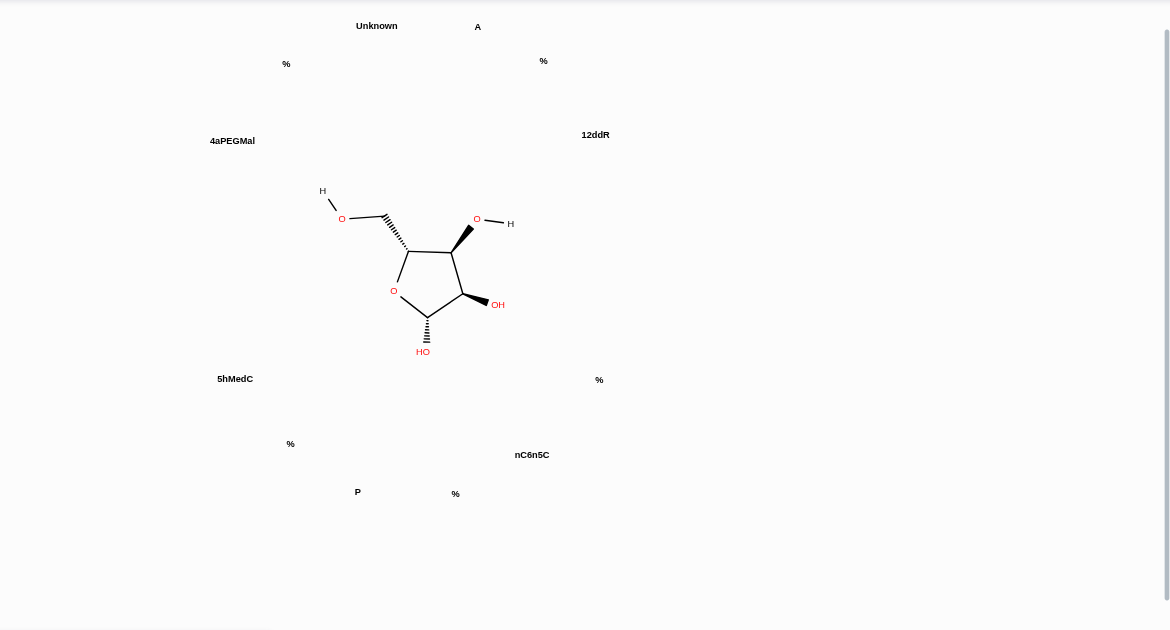 Unknown A
% %
4aPEGMal 12ddR
H
O O H
O OH
HO
5hMedC %
% nC6n5C
P %